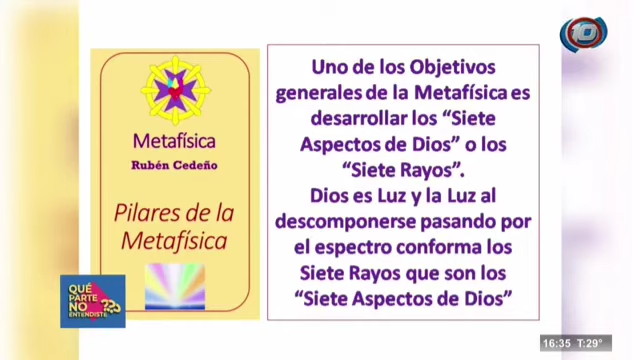 10
Metafísica
Rubén Cedeño
Pilares de la
Metafísica
Uno de los Objetivos
generales de la Metafísica es
desarrollar los “Siete
Aspectos de Dios” o los
“Siete Rayos”.
Dios es Luz y la Luz al
descomponerse pasando por
el espectro conforma los
Siete Rayos que son los
“Siete Aspectos de Dios”
QUÉ
PARTE
NO
ENTENDISTE
???
16:35 T:29°